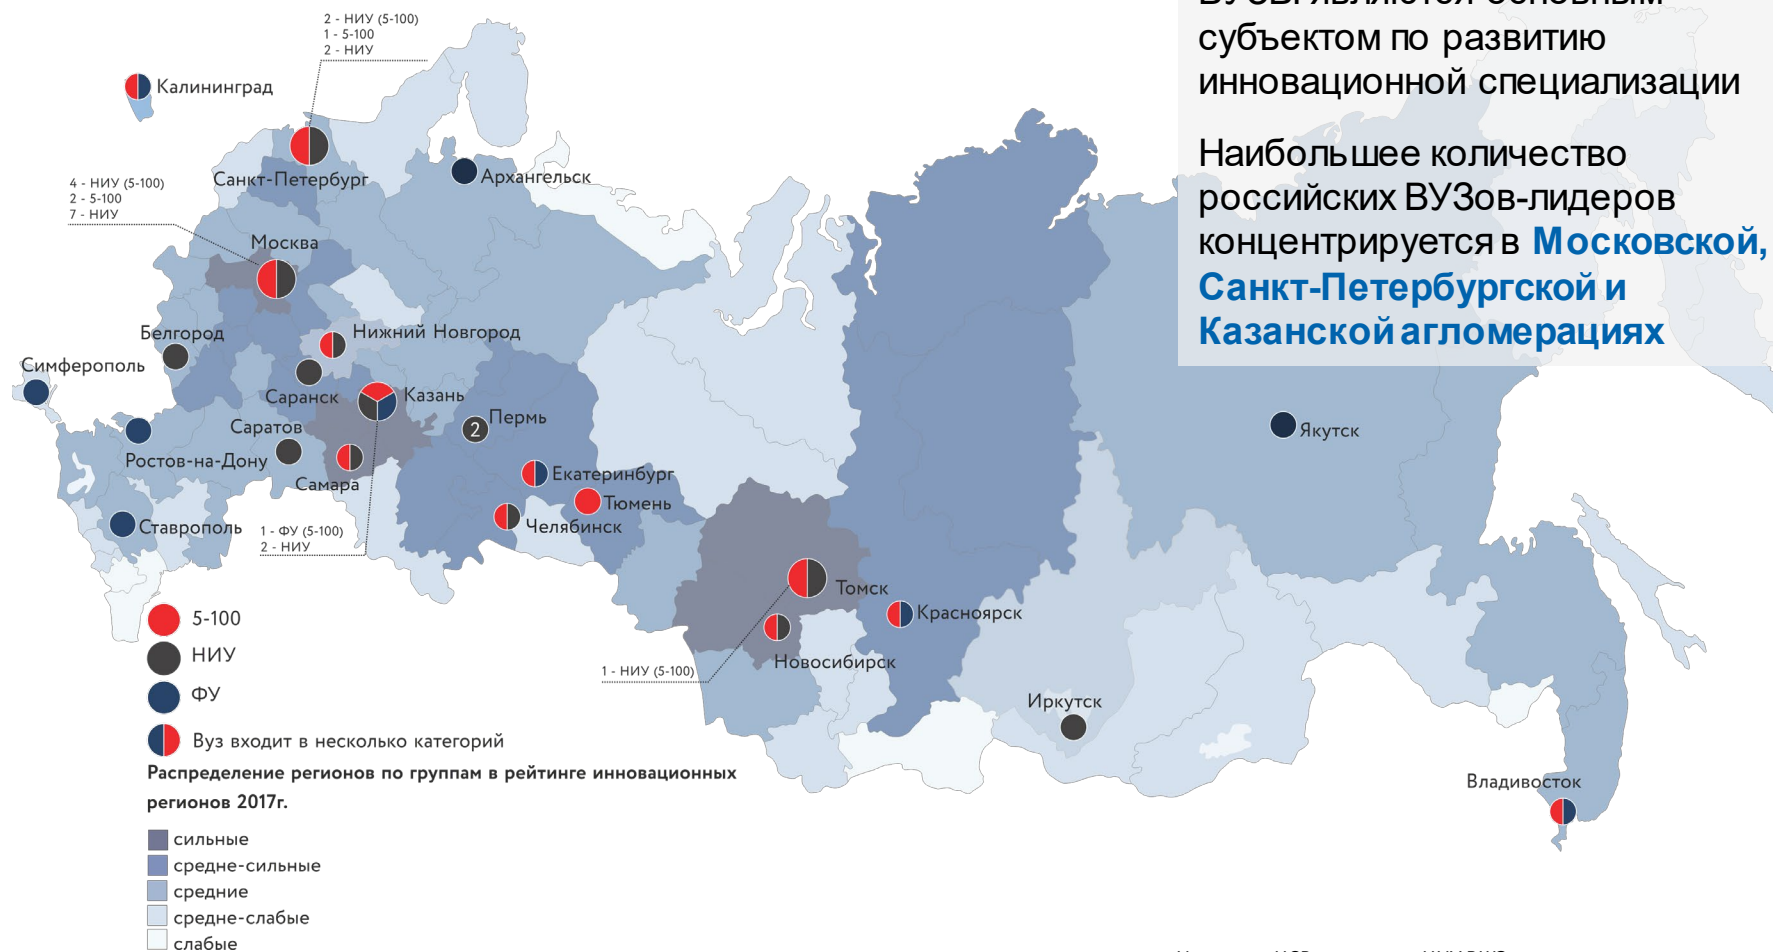 2 - НИУ (5-100)
1 - 5-100
2 - НИУ
Калининград
Санкт-Петербург
Архангельск
4 - НИУ (5-100)
2 - 5-100
7 - НИУ
Москва
Белгород
Нижний Новгород
Симферополь
Саранск
Казань
Пермь
2
Саратов
Ростов-на-Дону
Самара
Екатеринбург
Тюмень
Челябинск
Ставрополь
1 - ФУ (5-100)
2 - НИУ
Томск
Красноярск
Новосибирск
1 - НИУ (5-100)
Иркутск
Якутск
Владивосток
ВУЗы являются основным
субъектом по развитию
инновационной специализации
Наибольшее количество
российских ВУЗов-лидеров
концентрируется в Московской,
Санкт-Петербургской и
Казанской агломерациях
5-100
НИУ
ФУ
Вуз входит в несколько категорий
Распределение регионов по группам в рейтинге инновационных
регионов 2017г.
сильные
средне-сильные
средние
средне-слабые
слабые